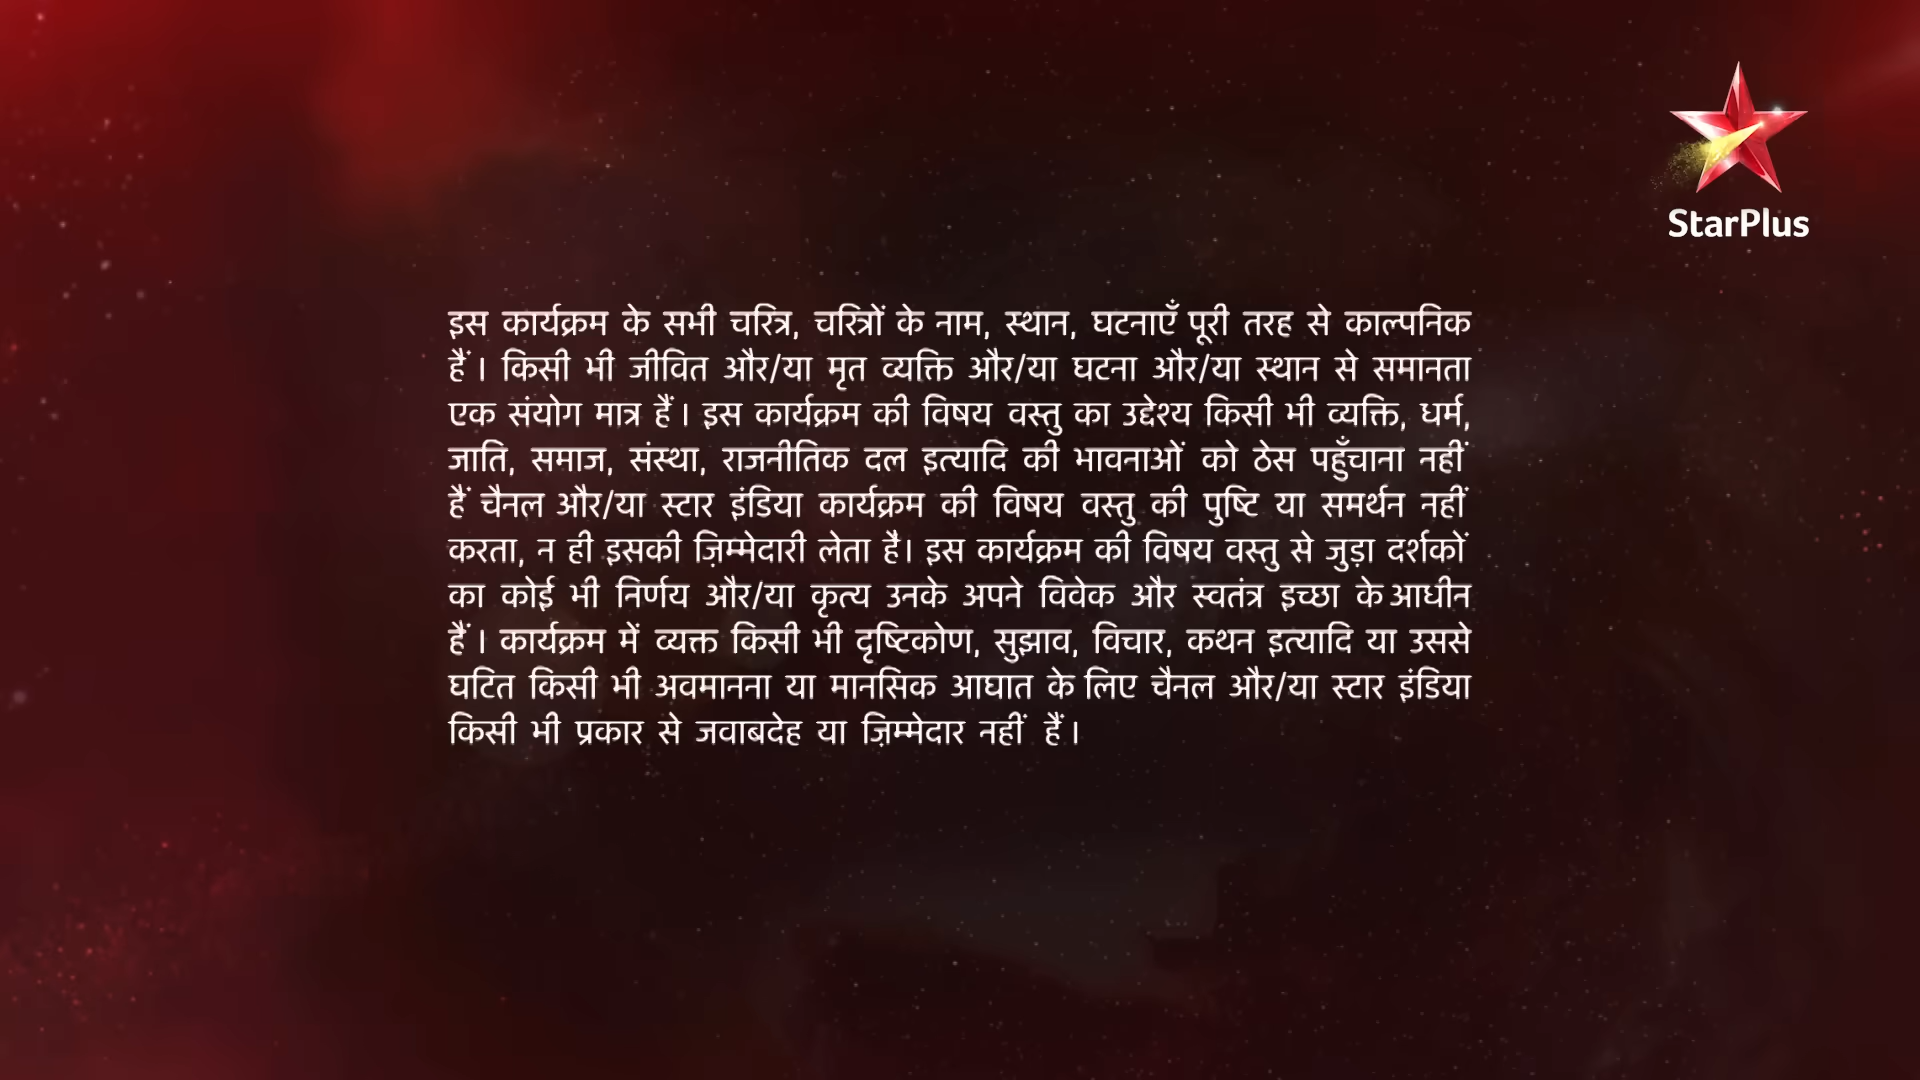 StarPlus
इस कार्यक्रम के सभी चरित्र, चरित्रों के नाम, स्थान, घटनाएँ पूरी तरह से काल्पनिक
हैं । किसी भी जीवित और/या मृत व्यक्ति और/या घटना और/या स्थान से समानता
एक संयोग मात्र हैं । इस कार्यक्रम की विषय वस्तु का उद्देश्य किसी भी व्यक्ति, धर्म,
जाति, समाज, संस्था, राजनीतिक दल इत्यादि की भावनाओं को ठेस पहुँचाना नहीं
हैं चैनल और/या स्टार इंडिया कार्यक्रम की विषय वस्तु की पुष्टि या समर्थन नहीं
करता, न ही इसकी ज़िम्मेदारी लेता है। इस कार्यक्रम की विषय वस्तु से जुड़ा दर्शकों
का कोई भी निर्णय और/या कृत्य उनके अपने विवेक और स्वतंत्र इच्छा के आधीन
हैं । कार्यक्रम में व्यक्त किसी भी दृष्टिकोण, सुझाव, विचार, कथन इत्यादि या उससे
घटित किसी भी अवमानना या मानसिक आघात के लिए चैनल और/या स्टार इंडिया
किसी भी प्रकार से जवाबदेह या ज़िम्मेदार नहीं हैं ।